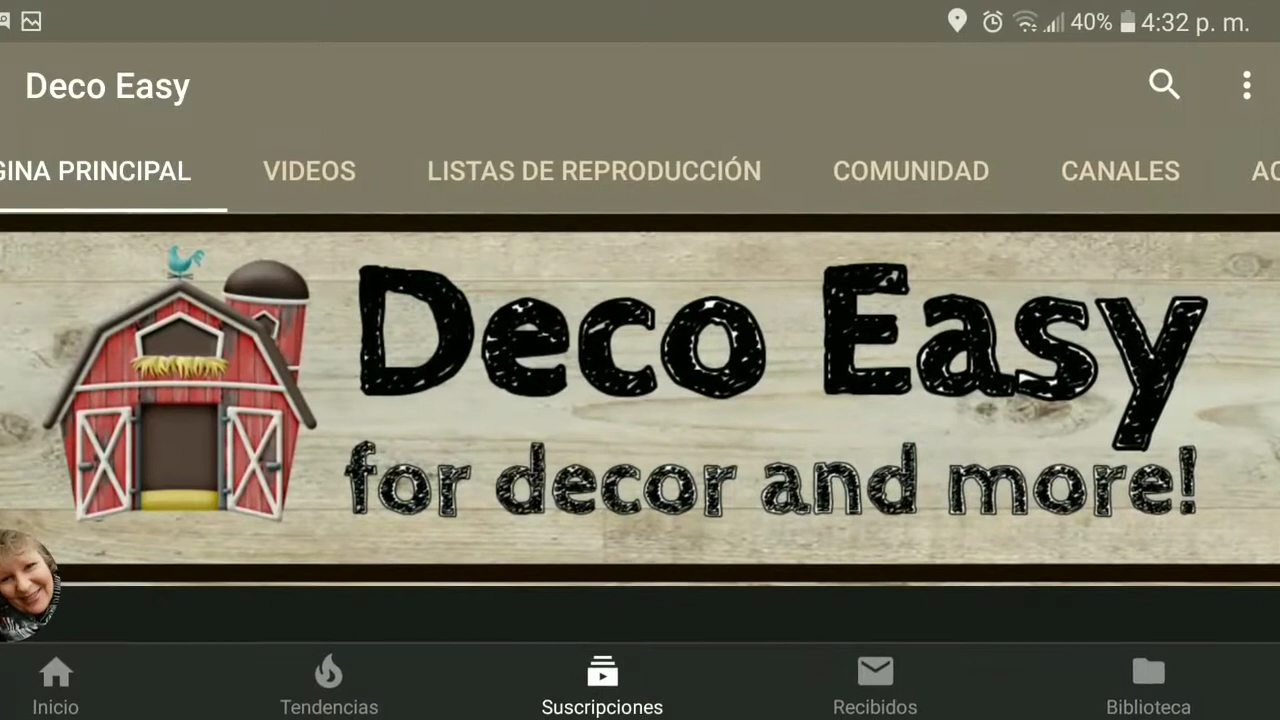 40% 4:32 p. m.
Deco Easy
GINA PRINCIPAL VIDEOS LISTAS DE REPRODUCCIÓN COMUNIDAD CANALES AC
Deco Easy
for decor and more!
Inicio Tendencias Suscripciones Recibidos Biblioteca